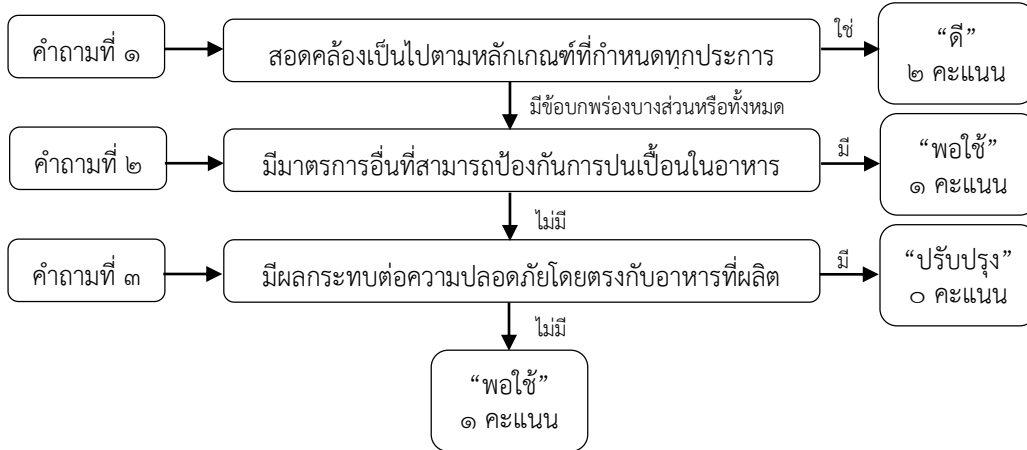 คำถามที่ ๑
สอดคล้องเป็นไปตามหลักเกณฑ์ที่กำหนดทุกประการ
ใช่
“ดี”
๒ คะแนน
มีข้อบกพร่องบางส่วนหรือทั้งหมด
คำถามที่ ๒
มีมาตรการอื่นที่สามารถป้องกันการปนเปื้อนในอาหาร
มี
“พอใช้”
๑ คะแนน
ไม่มี
คำถามที่ ๓
มีผลกระทบต่อความปลอดภัยโดยตรงกับอาหารที่ผลิต
มี
“ปรับปรุง”
๐ คะแนน
ไม่มี
“พอใช้”
๑ คะแนน